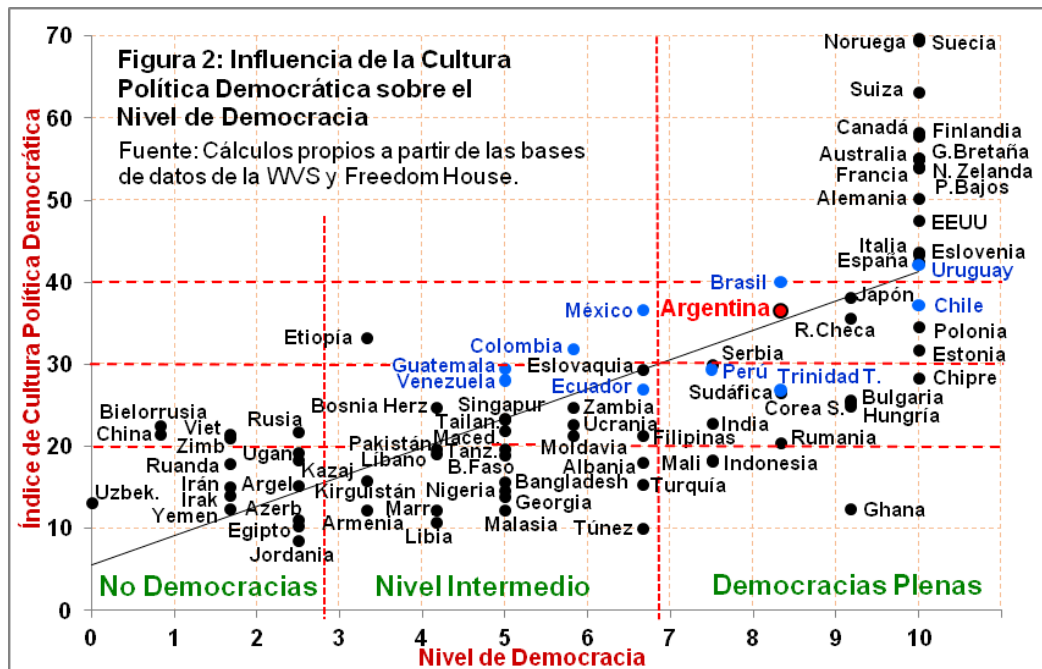 Figura 2: Influencia de la Cultura
Política Democrática sobre el
Nivel de Democracia
Fuente: Cálculos propios a partir de las bases
de datos de la WVS y Freedom House.
Índice de Cultura Política Democrática
70
60
50
40
30
20
10
0
Noruega
Suecia
Suiza
Canadá
Finlandia
Australia
G.Bretaña
Francia
N. Zelanda
P.Bajos
Alemania
EEUU
Italia
Eslovenia
España
Uruguay
Brasil
Japón
México
Argentina
Chile
R.Checa
Polonia
Etiopía
Colombia
Eslovaquia
Serbia
Estonia
Guatemala
Perú
Trinidad T.
Chipre
Venezuela
Ecuador
Sudáfica
Bosnia Herz
Singapur
Zambia
Corea S.
Bulgaria
Hungría
Bielorrusia
China
Viet
Zimb
Rusia
Tailan.
Ucrania
India
Maced.
Moldavia
Filipinas
Rumania
Ruanda
Ugan
Pakistán
Líbano
Tanz.
B.Faso
Albania
Mali
Indonesia
Irán
Argel
Kazaj
Kirguistán
Bangladesh
Turquía
Uzbek.
Irak
Azerb
Nigeria
Georgia
Yemen
Egipto
Armenia
Marr
Malasia
Túnez
Ghana
Jordania
Libia
No Democracias
Nivel Intermedio
Democracias Plenas
0 1 2 3 4 5 6 7 8 9 10
Nivel de Democracia